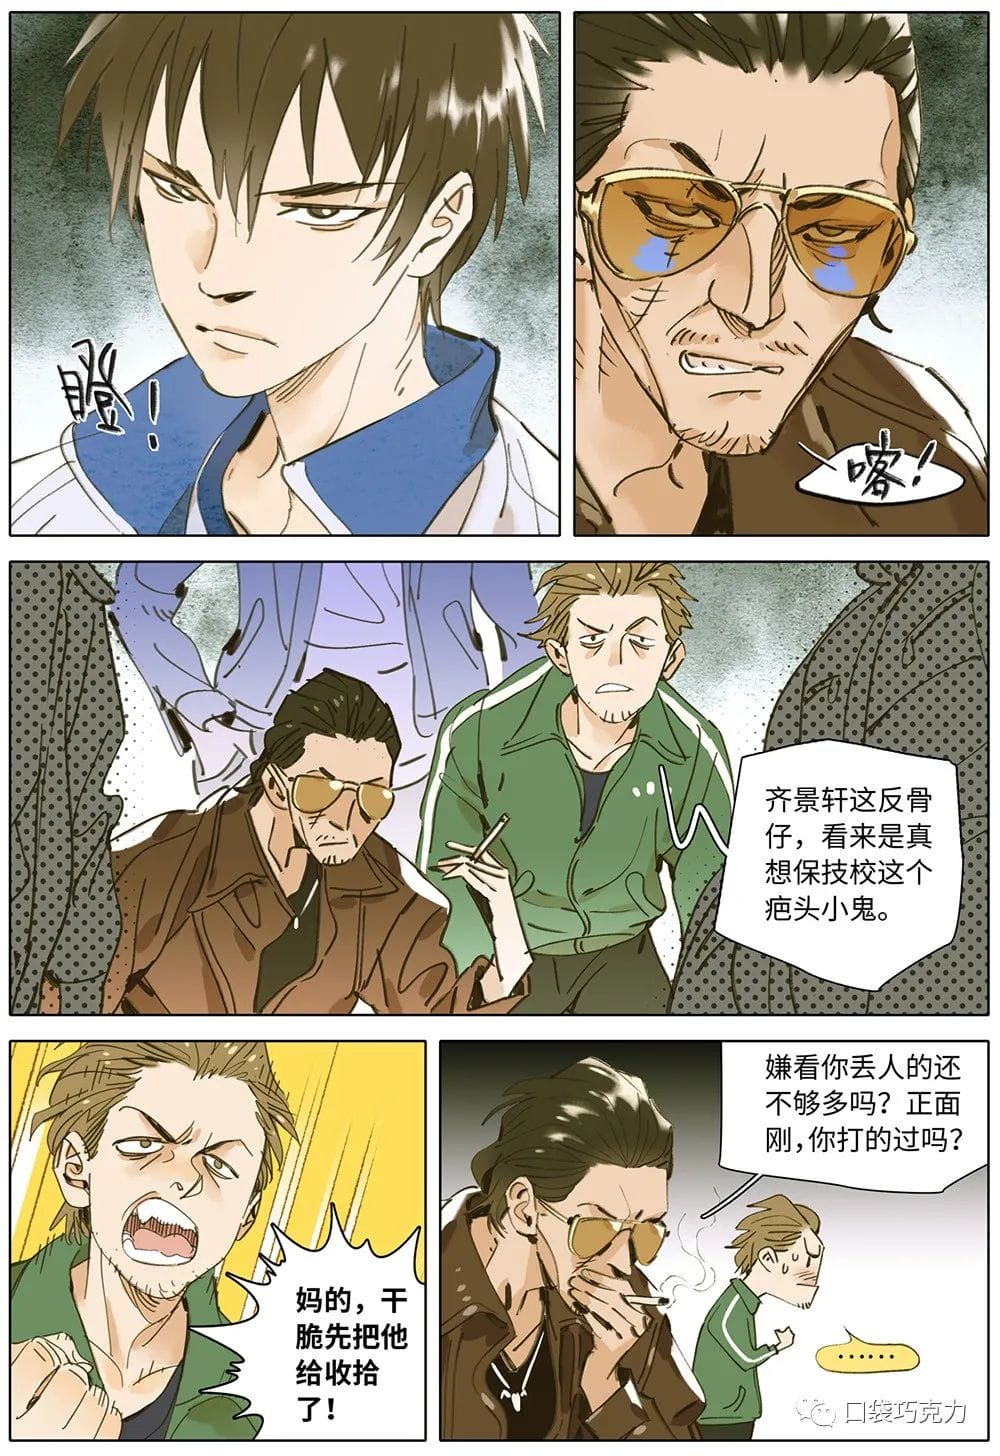 瞪！
喀！
齐景轩这反骨
仔，看来是真
想保技校这个
疤头小鬼。
妈的，干
脆先把他
给收拾
了！
嫌看你丢人的还
不够多吗？正面
刚，你打的过吗？
……
口袋巧克力